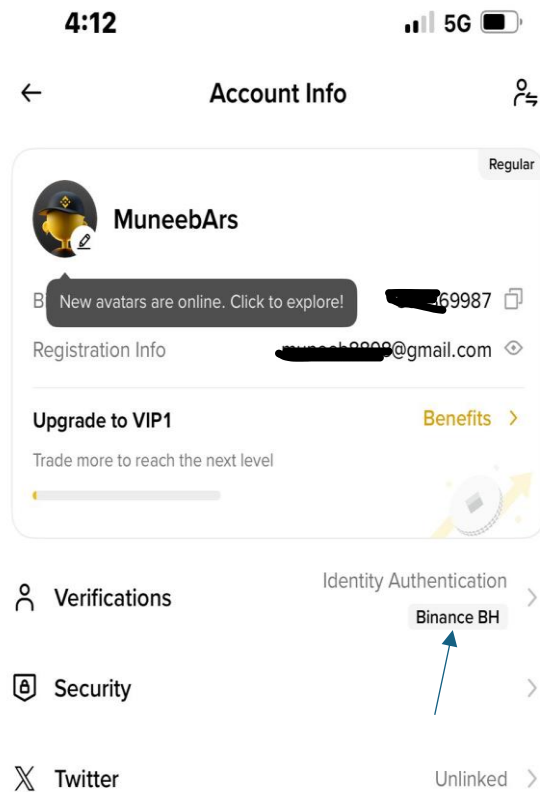 4:12
5G
Account Info
Regular
MuneebArs
B
New avatars are online. Click to explore!
69987
Registration Info
@gmail.com
Upgrade to VIP1
Benefits
Trade more to reach the next level
Identity Authentication
Verifications
Binance BH
Security
Twitter
Unlinked